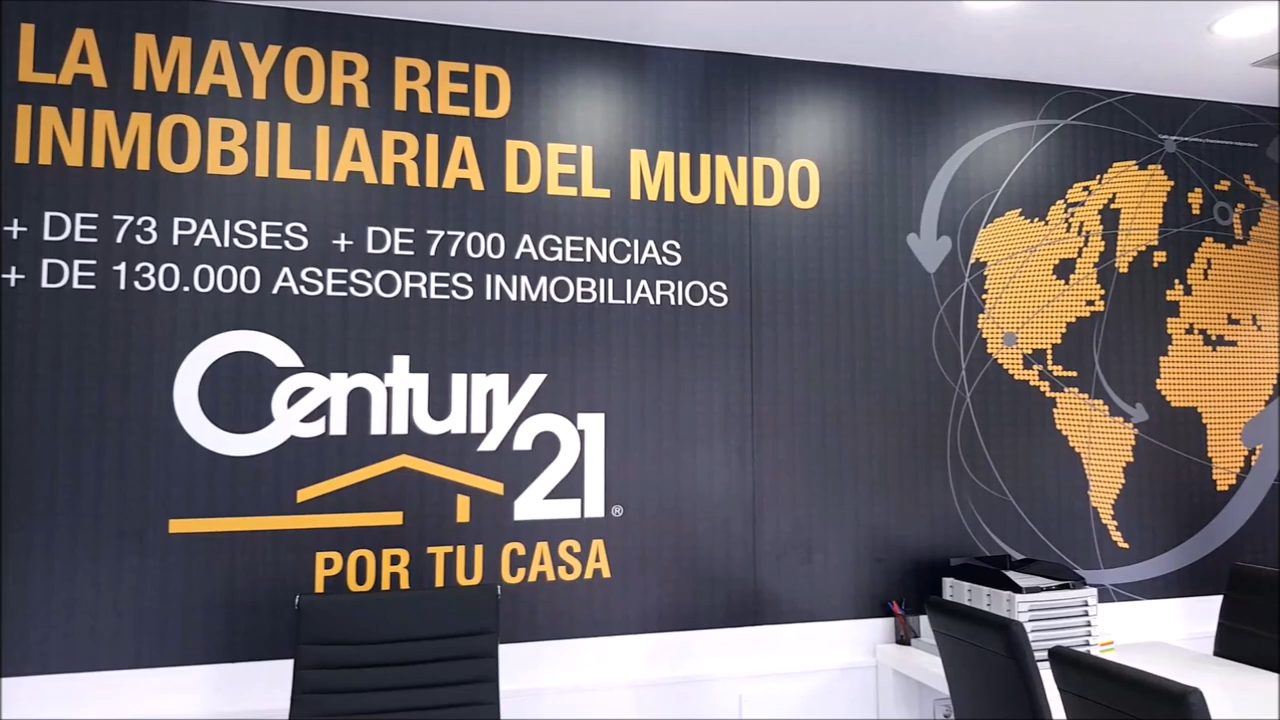 LA MAYOR RED
INMOBILIARIA DEL MUNDO
+ DE 73 PAISES + DE 7700 AGENCIAS
+ DE 130.000 ASESORES INMOBILIARIOS
Century
21®
POR TU CASA